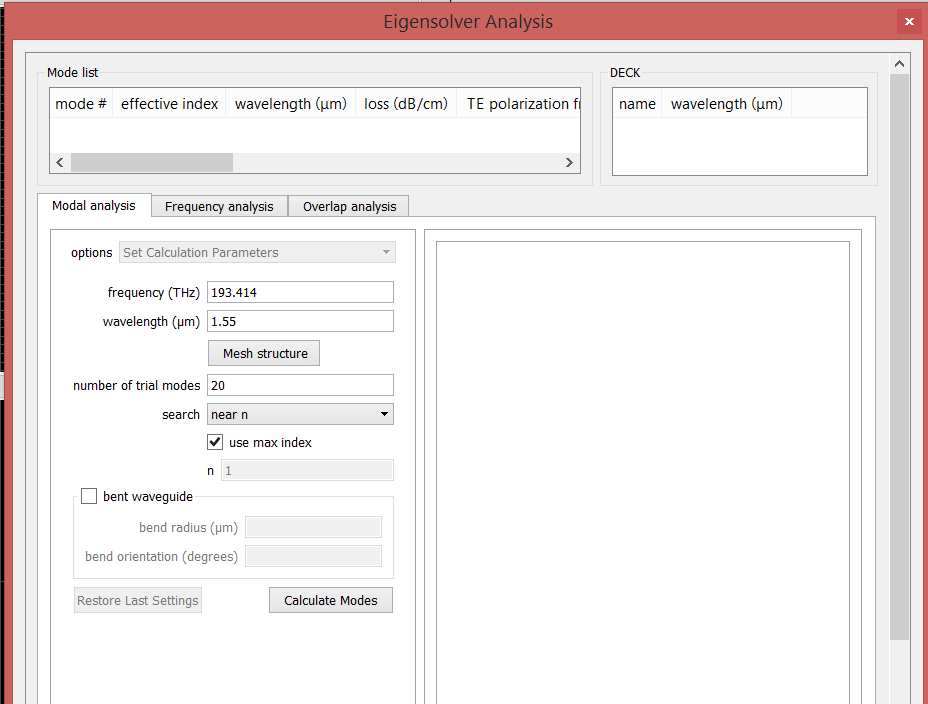 Eigensolver Analysis
Mode list
DECK
mode # effective index wavelength (µm) loss (dB/cm) TE polarization fr
name wavelength (µm)
Modal analysis Frequency analysis Overlap analysis
options Set Calculation Parameters
frequency (THz) 193.414
wavelength (µm) 1.55
Mesh structure
number of trial modes 20
search near n
use max index
n 1
bent waveguide
bend radius (µm)
bend orientation (degrees)
Restore Last Settings Calculate Modes